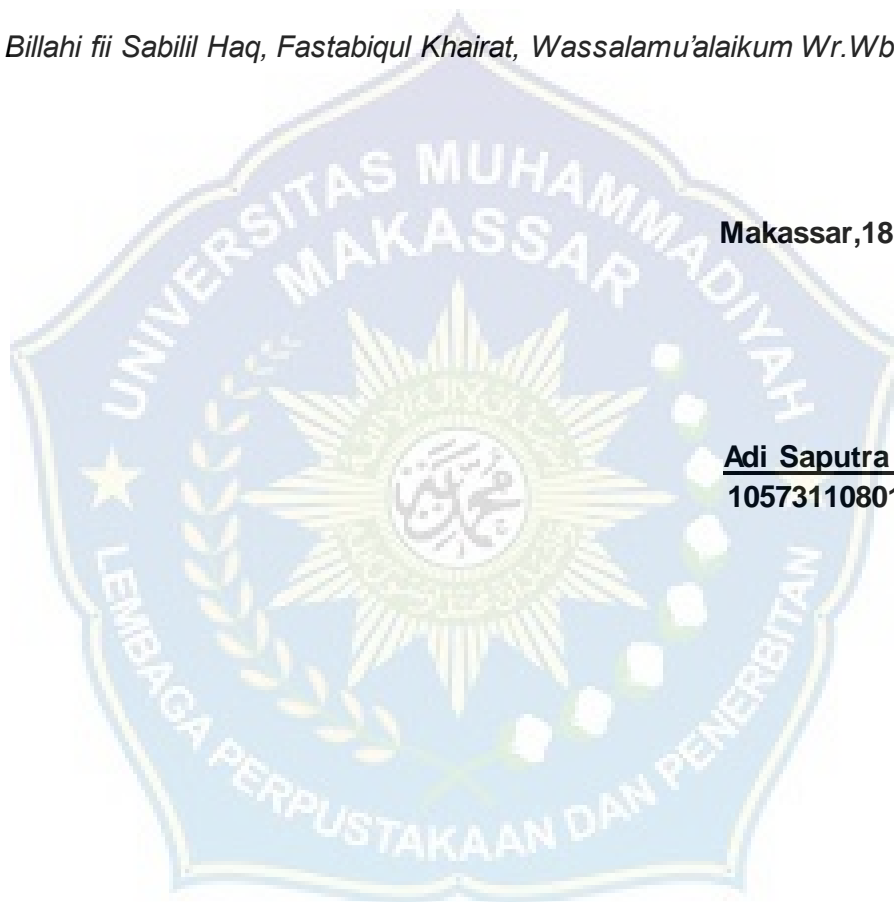 Billahi fii Sabilil Haq, Fastabiqul Khairat, Wassalamu’alaikum Wr.Wb
Makassar,18
Adi Saputra
10573110801
UNIVERSITAS MUHAMMADIYAH
MAKASSAR
LEMBAGA PERPUSTAKAAN DAN PENERBITAN